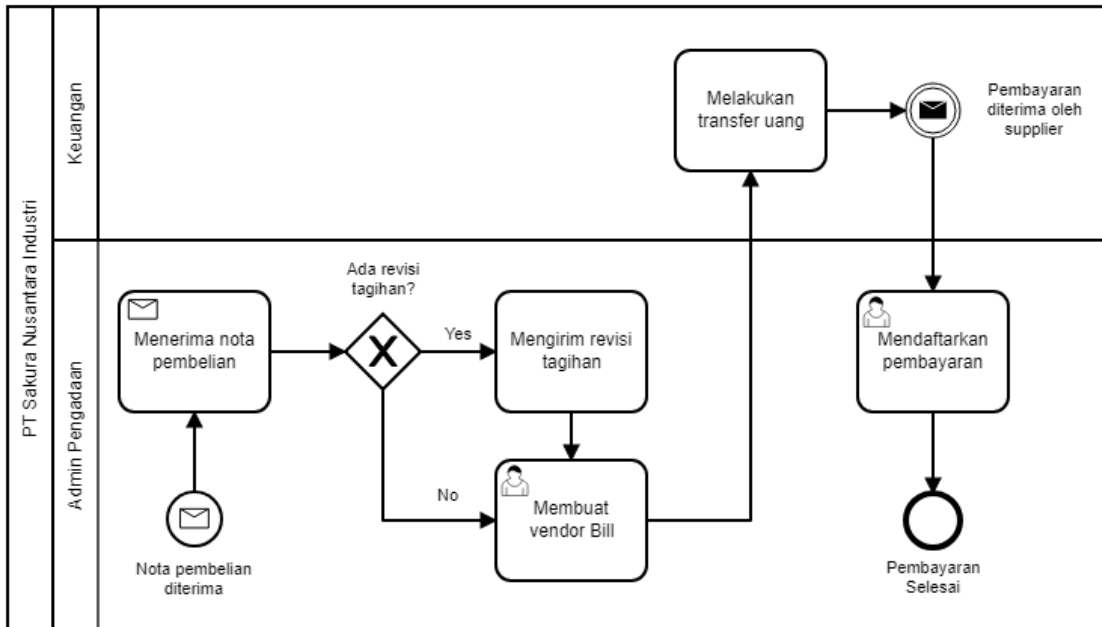 PT Sakura Nusantara Industri
Keuangan
Melakukan
transfer uang
Pembayaran
diterima oleh
supplier
Admin Pengadaan
Nota pembelian
diterima
Menerima nota
pembelian
Ada revisi
tagihan?
Yes
Mengirim revisi
tagihan
No
Membuat
vendor Bill
Mendaftarkan
pembayaran
Pembayaran
Selesai